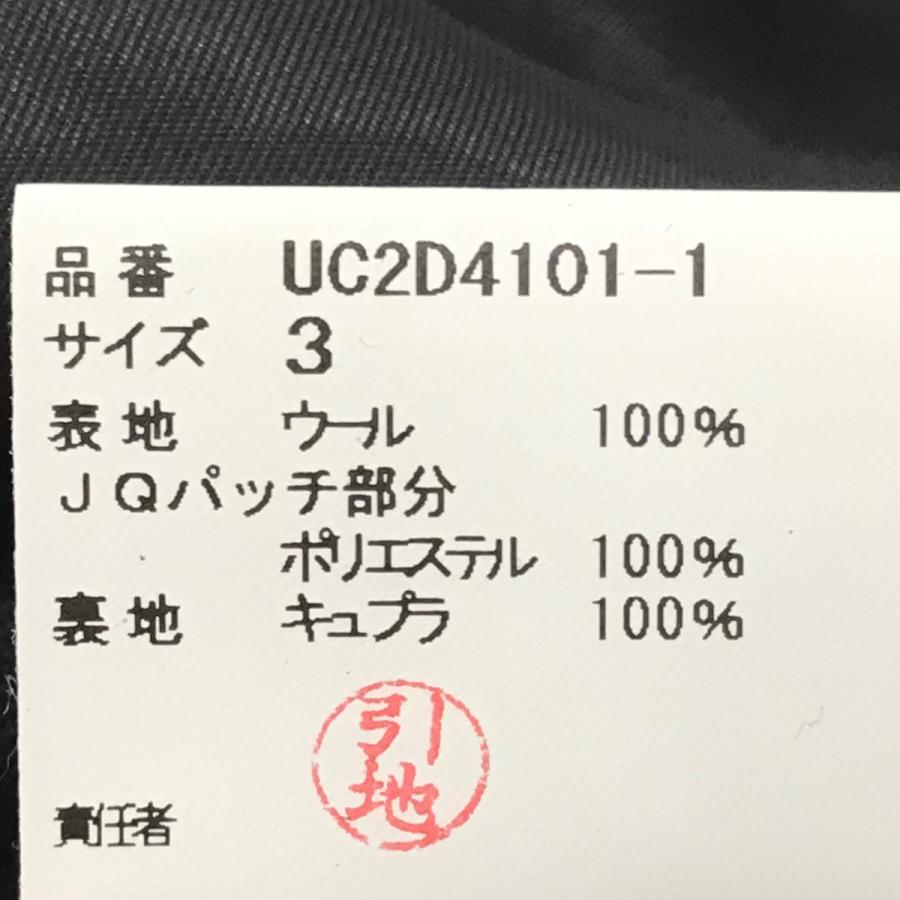 品番 UC2D4101-1
サイズ 3
表地 ウール 100%
JQパッチ部分
ポリエステル 100%
裏地 キュプラ 100%
引地
責任者